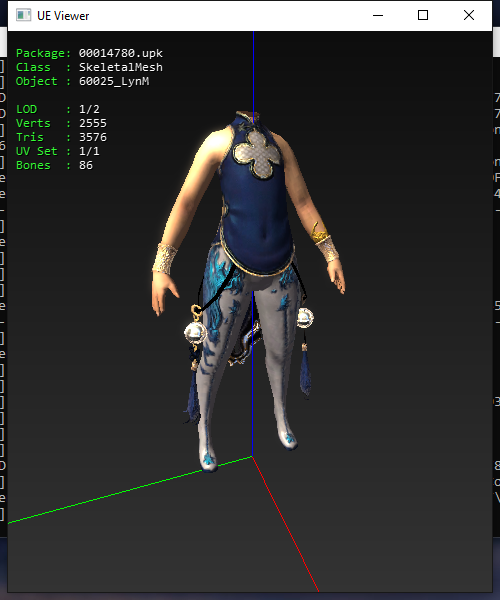 UE Viewer
Package: 00014780.upk
Class  : SkeletalMesh
Object : 60025_LynM
LOD    : 1/2
Verts  : 2555
Tris   : 3576
UV Set : 1/1
Bones  : 86